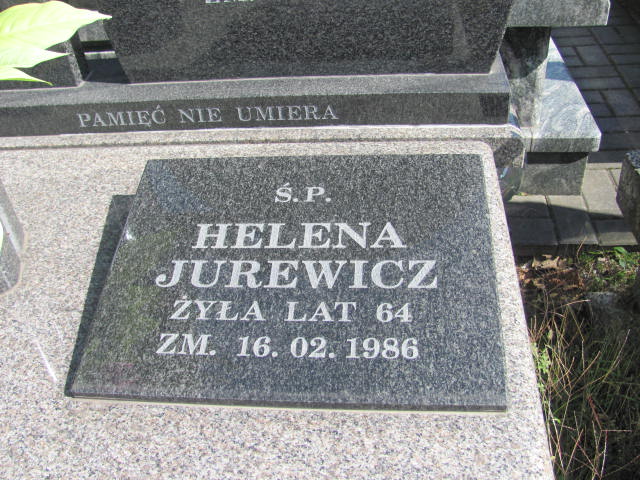 PAMIĘĆ NIE UMIERA
Ś.P.
HELENA
JUREWICZ
ŻYŁA LAT 64
ZM. 16. 02. 1986